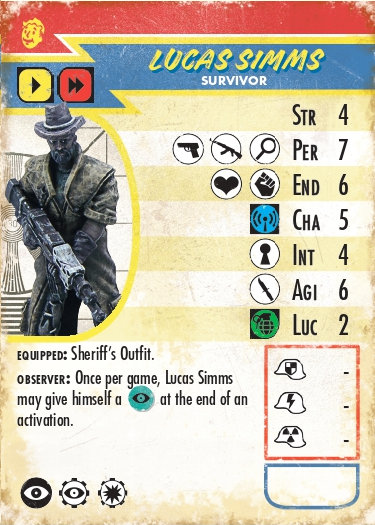 LUCAS SIMMS
SURVIVOR
STR 4
PER 7
END 6
CHA 5
INT 4
AGI 6
LUC 2
EQUIPPED: Sheriff's Outfit.
OBSERVER: Once per game, Lucas Simms
may give himself a at the end of an
activation.
-
-
-